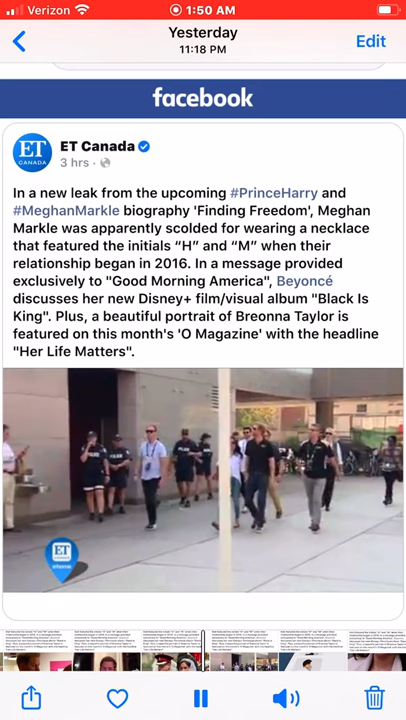 Verizon 1:50 AM
Yesterday
11:18 PM
Edit
facebook
ET CANADA
ET Canada
3 hrs ·
In a new leak from the upcoming #PrinceHarry and
#MeghanMarkle biography 'Finding Freedom', Meghan
Markle was apparently scolded for wearing a necklace
that featured the initials “H” and “M” when their
relationship began in 2016. In a message provided
exclusively to "Good Morning America", Beyoncé
discusses her new Disney+ film/visual album "Black Is
King". Plus, a beautiful portrait of Breonna Taylor is
featured on this month's 'O Magazine' with the headline
"Her Life Matters".
ET